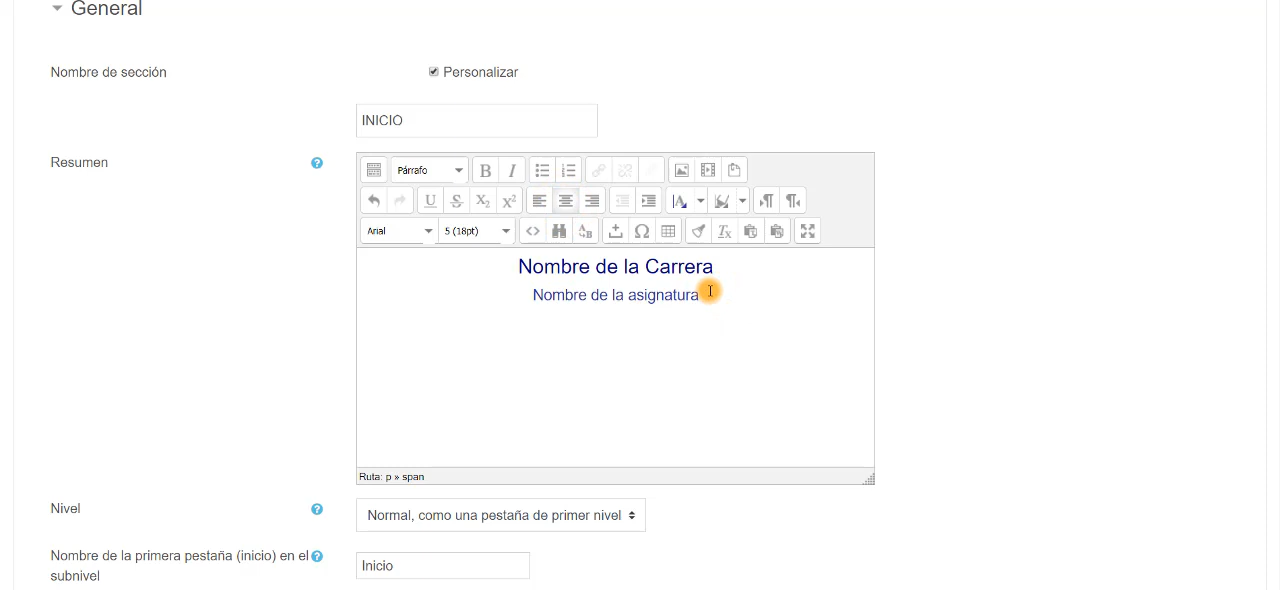 General
Nombre de sección
Personalizar
INICIO
Resumen
Párrafo
B I
U S X₂ X²
A
Arial
5 (18pt)
Nombre de la Carrera
Nombre de la asignatura
Ruta: p » span
Nivel
Normal, como una pestaña de primer nivel
Nombre de la primera pestaña (inicio) en el
subnivel
Inicio